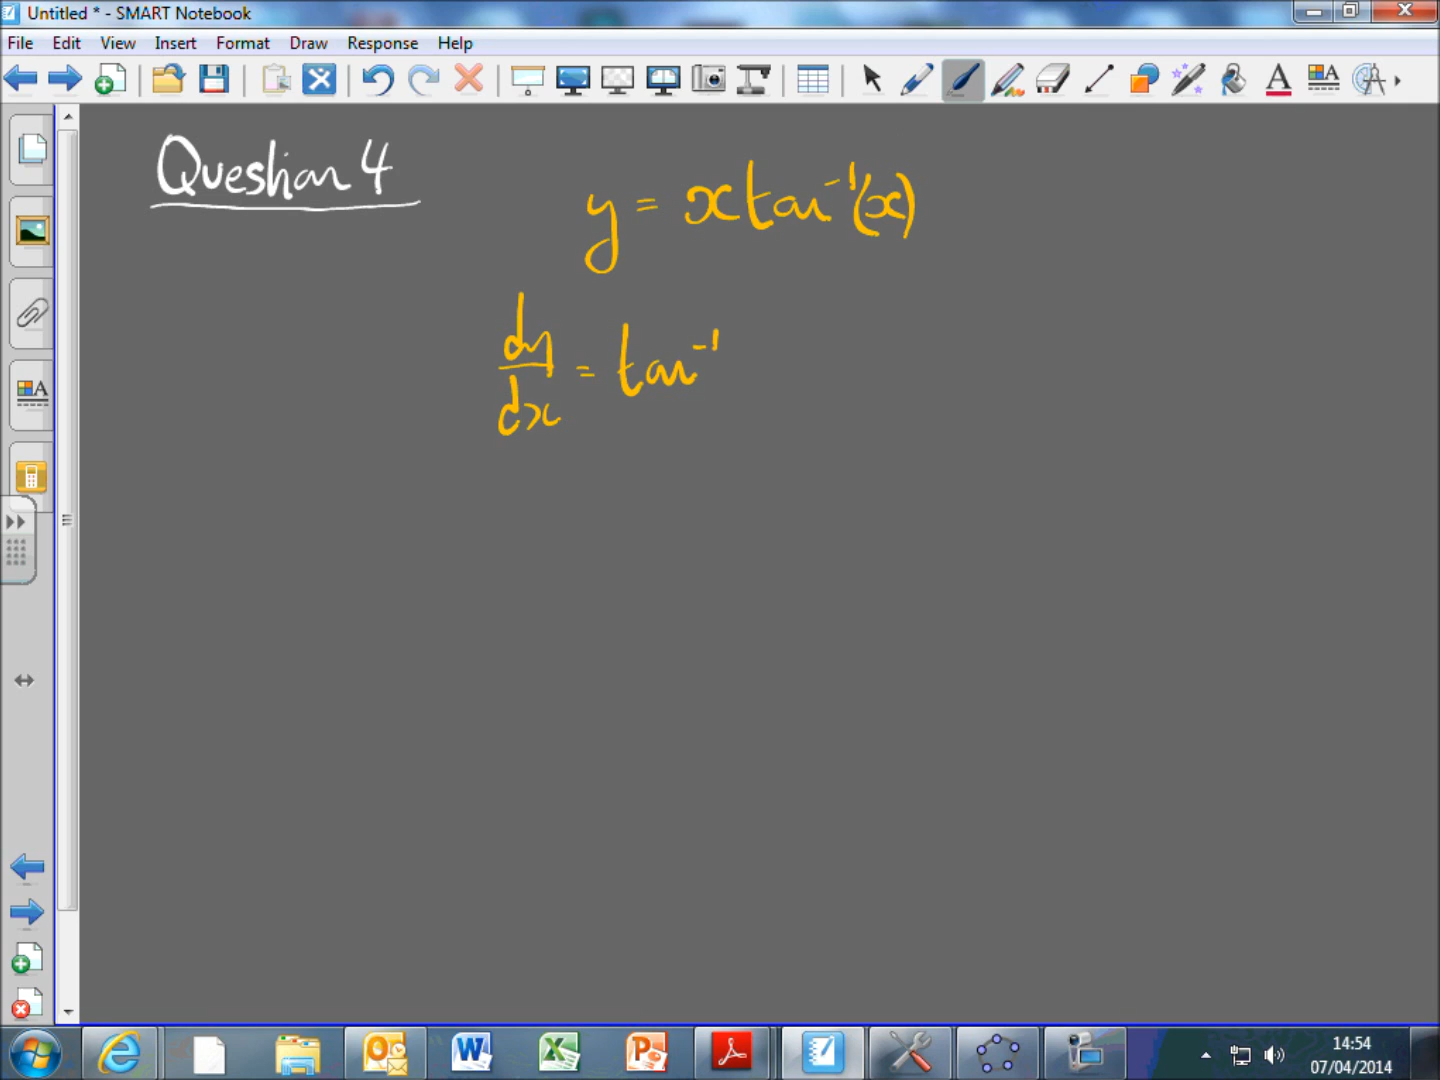 Untitled * - SMART Notebook
File Edit View Insert Format Draw Response Help
Question 4
y = x tan⁻¹(x)
dy/dx = tan⁻¹
14:54
07/04/2014